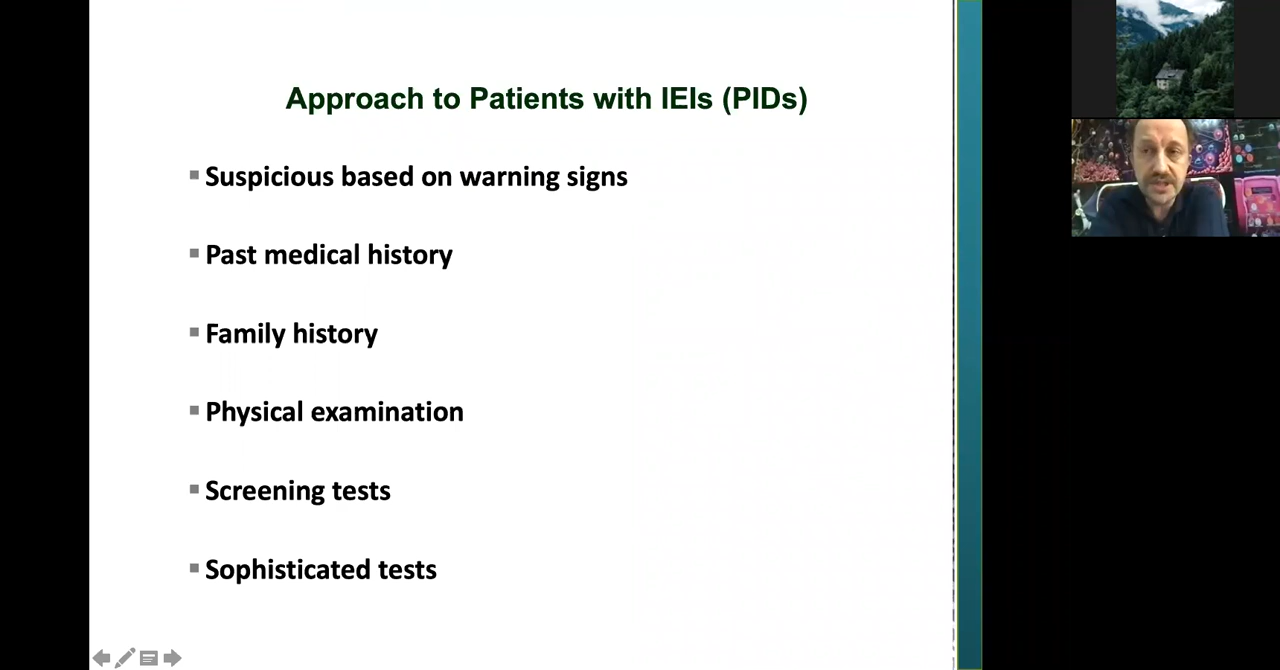 Approach to Patients with IEIs (PIDs)
Suspicious based on warning signs
Past medical history
Family history
Physical examination
Screening tests
Sophisticated tests